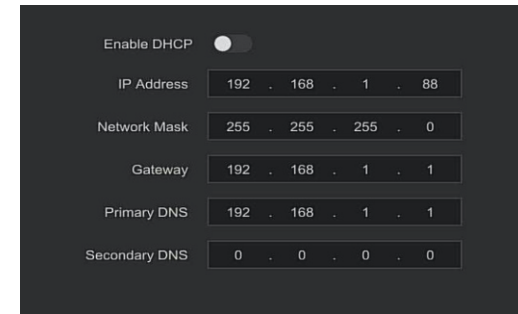 Enable DHCP
IP Address 192 . 168 . 1 . 88
Network Mask 255 . 255 . 255 . 0
Gateway 192 . 168 . 1 . 1
Primary DNS 192 . 168 . 1 . 1
Secondary DNS 0 . 0 . 0 . 0